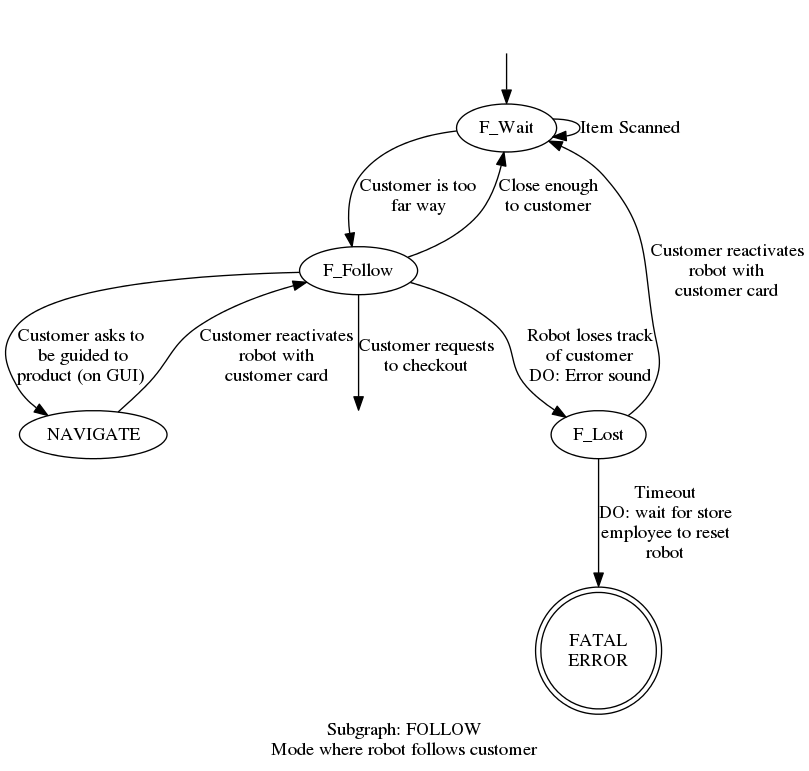 F_Wait
Item Scanned
Customer is too
far way
Close enough
to customer
Customer reactivates
robot with
customer card
F_Follow
Customer asks to
be guided to
product (on GUI)
Customer reactivates
robot with
customer card
Customer requests
to checkout
Robot loses track
of customer
DO: Error sound
NAVIGATE
F_Lost
Timeout
DO: wait for store
employee to reset
robot
FATAL
ERROR
Subgraph: FOLLOW
Mode where robot follows customer